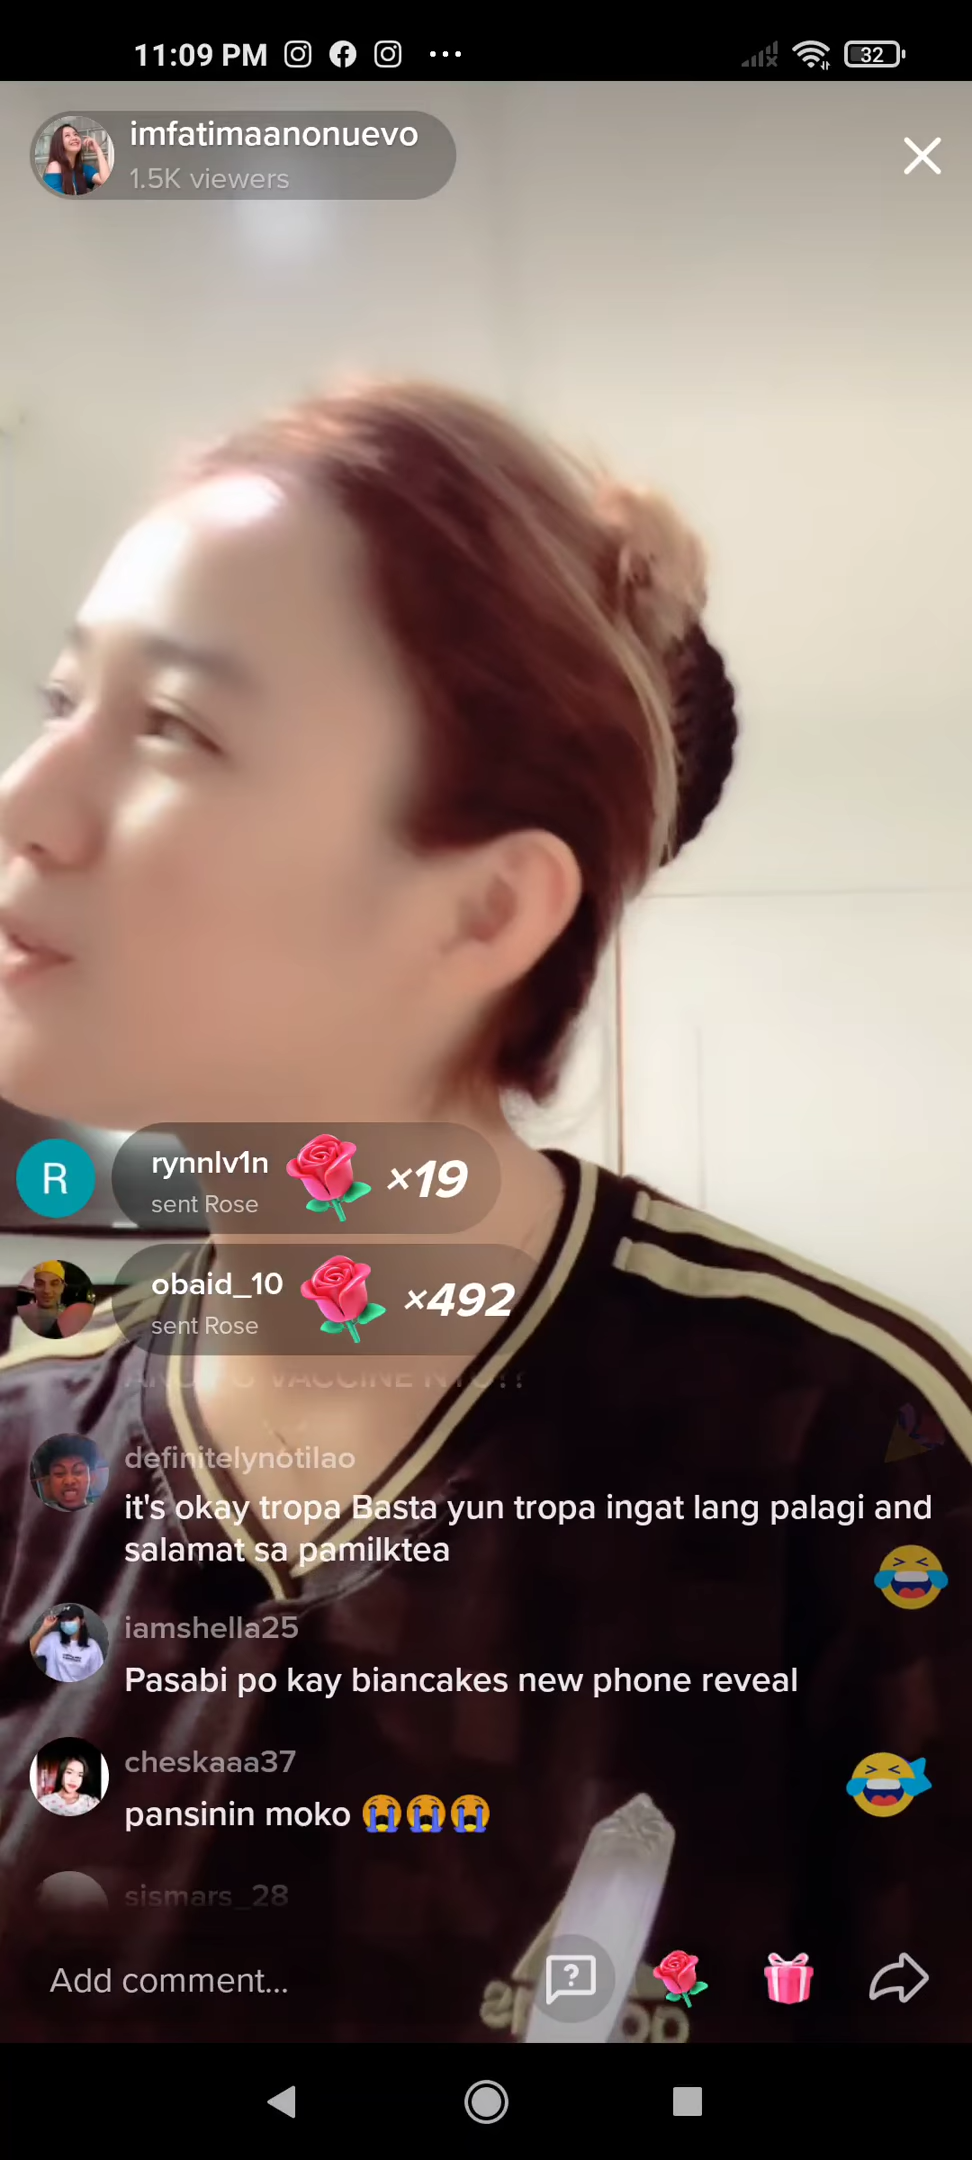 11:09 PM
32
imfatimaanonuevo
1.5K viewers
R
rynnlv1n
×19
sent Rose
obaid_10
×492
sent Rose
VACCINE
definitelynotilao
it's okay tropa Basta yun tropa ingat lang palagi and
salamat sa pamilktea
iamshella25
Pasabi po kay biancakes new phone reveal
cheskaaa37
pansinin moko 😭😭😭
sismars_28
Add comment...
?